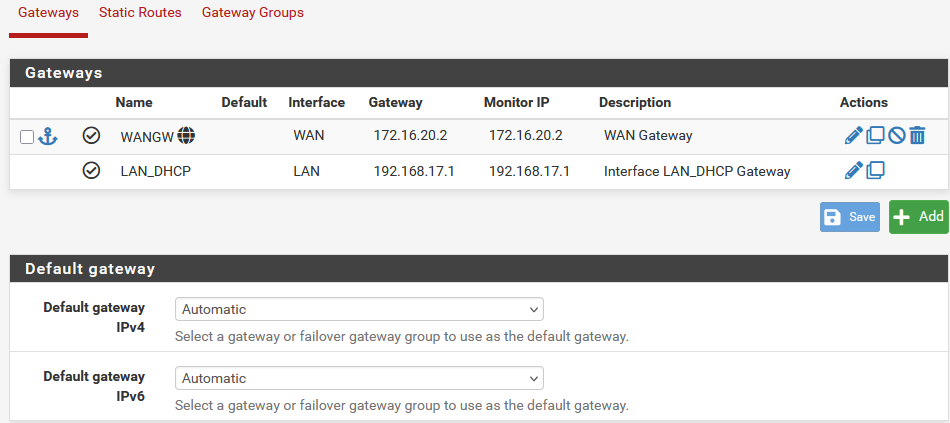 Gateways Static Routes Gateway Groups
Gateways
Name Default Interface Gateway Monitor IP Description Actions
WANGW WAN 172.16.20.2 172.16.20.2 WAN Gateway
LAN_DHCP LAN 192.168.17.1 192.168.17.1 Interface LAN_DHCP Gateway
Save Add
Default gateway
Default gateway IPv4 Automatic
Select a gateway or failover gateway group to use as the default gateway.
Default gateway IPv6 Automatic
Select a gateway or failover gateway group to use as the default gateway.